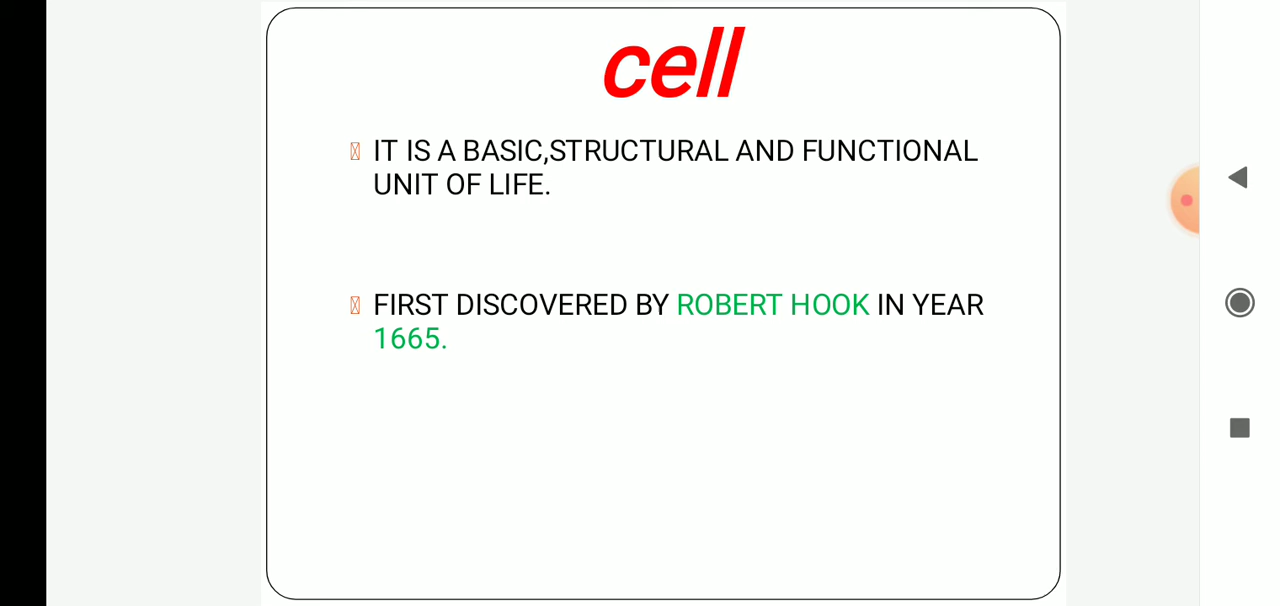 cell
IT IS A BASIC,STRUCTURAL AND FUNCTIONAL
UNIT OF LIFE.
FIRST DISCOVERED BY ROBERT HOOK IN YEAR
1665.